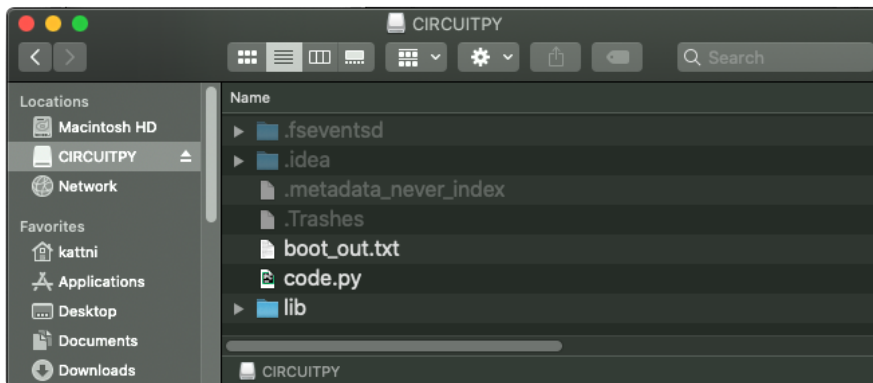 CIRCUITPY
Search
Locations
Macintosh HD
CIRCUITPY
Network
Favorites
kattni
Applications
Desktop
Documents
Downloads
Name
.fseventsd
.idea
.metadata_never_index
.Trashes
boot_out.txt
code.py
lib
CIRCUITPY